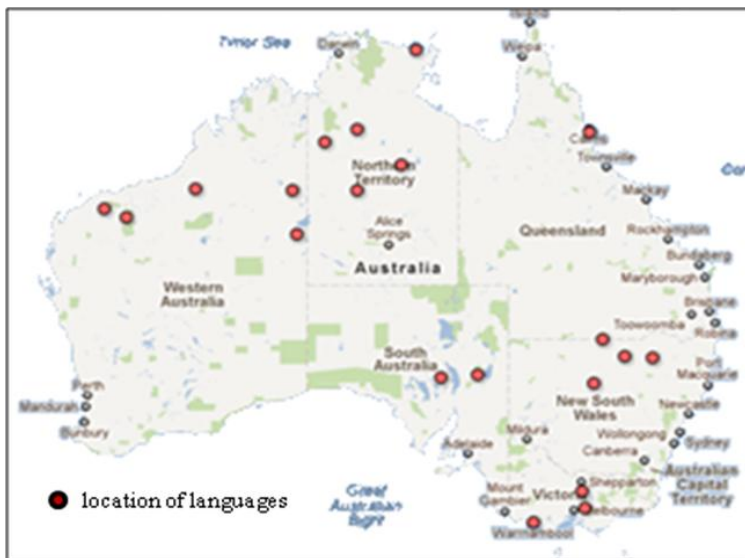 Island
Weipa
Timor Sea
Darwin
Cairns
Townsville
Northern
Territory
Mackay
Alice
Springs
Queensland
Rockhampton
Australia
Bundaberg
Maryborough
Western
Australia
Brisbane
Toowoomba
Robina
South
Australia
Port
Macquarie
Perth
Mandurah
Bunbury
New South
Wales
Newcastle
Mildura
Adelaide
Wollongong
Sydney
Canberra
Mount
Gambier
Shepparton
Victoria
Australian
Capital
Territory
Melbourne
Warrnambool
Great
Australian
Bight
location of languages